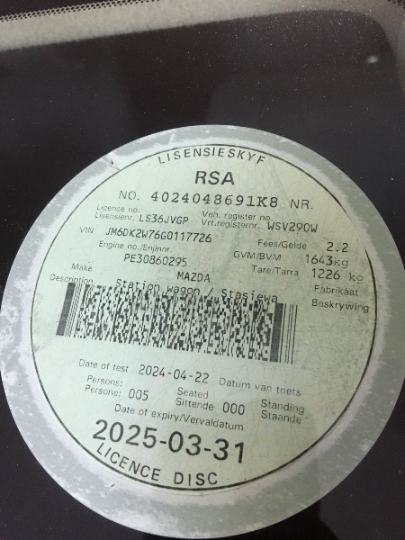 LISENSIESKYF
RSA
NO. 4024048691K8 NR.
Licence no. Veh. register no.
Lisensienr. LS36JVGP Vrt.registernr. WSV290W
VIN JM6DK2W76G0117726 Fees/Gelde 2.2
Engine no./Enjinnr. GVM/BVM 1643kg
PE30860295 Tare/Tarra 1226 kg
Make MAZDA Fabrikaat
Description Station wagon / Stasiewa Beskrywing
Date of test 2024-04-22 Datum van toets
Persons: Seated Standing
Persone: 005 Sittende 000 Staande
Date of expiry/Vervaldatum
2025-03-31
LICENCE DISC